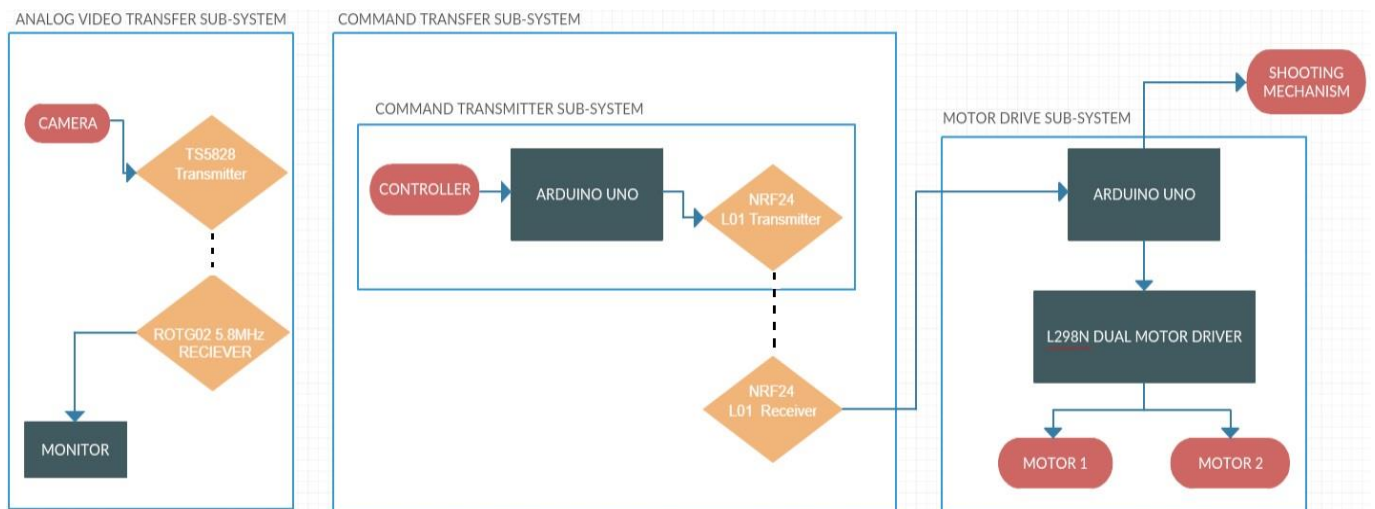 ANALOG VIDEO TRANSFER SUB-SYSTEM
CAMERA
TS5828
Transmitter
ROTG02 5.8MHz
RECIEVER
MONITOR
COMMAND TRANSFER SUB-SYSTEM
COMMAND TRANSMITTER SUB-SYSTEM
CONTROLLER
ARDUINO UNO
NRF24
L01 Transmitter
NRF24
L01 Receiver
SHOOTING
MECHANISM
MOTOR DRIVE SUB-SYSTEM
ARDUINO UNO
L298N DUAL MOTOR DRIVER
MOTOR 1
MOTOR 2